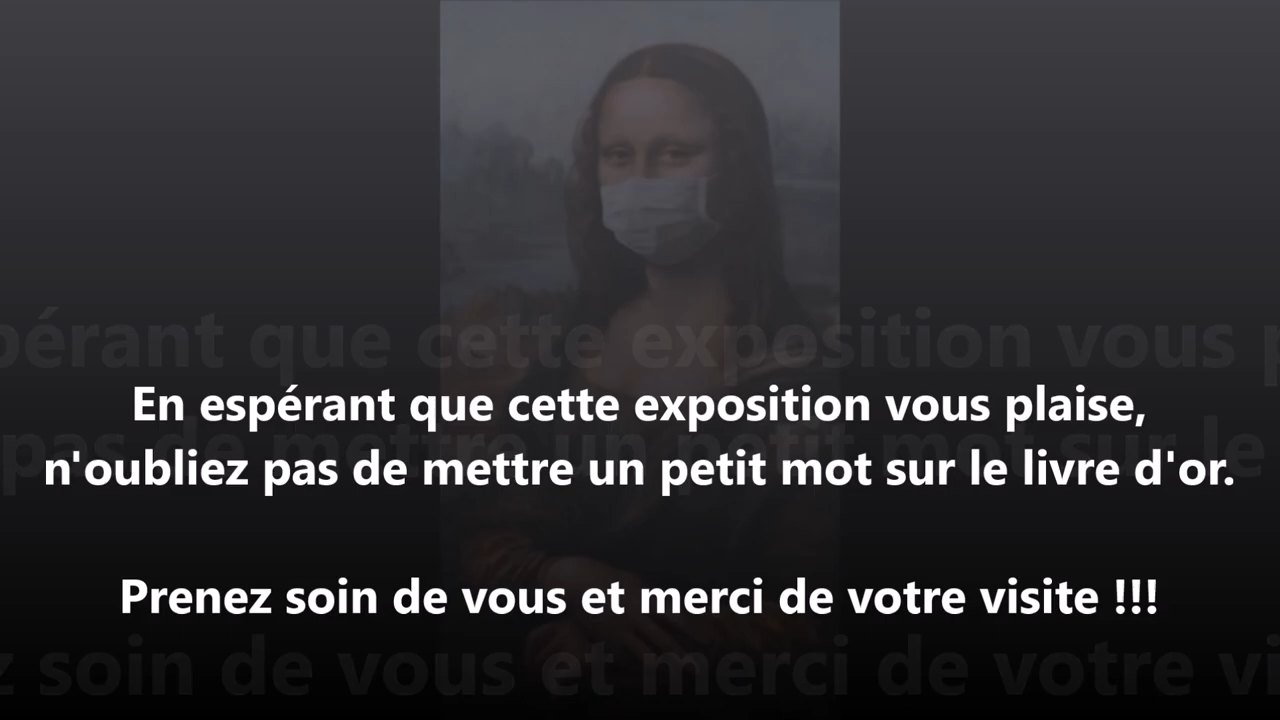 En espérant que cette exposition vous plaise,
n'oubliez pas de mettre un petit mot sur le livre d'or.
Prenez soin de vous et merci de votre visite !!!